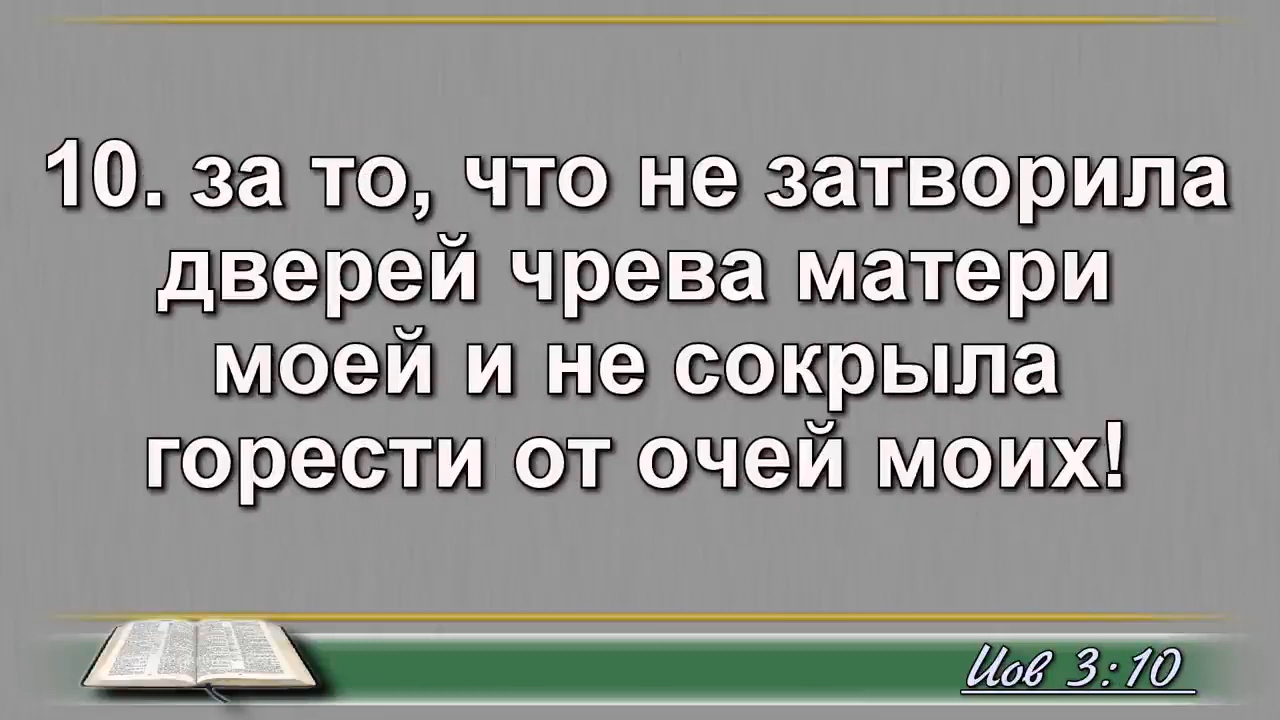 10. за то, что не затворила
дверей чрева матери
моей и не сокрыла
горести от очей моих!
Иов 3:10